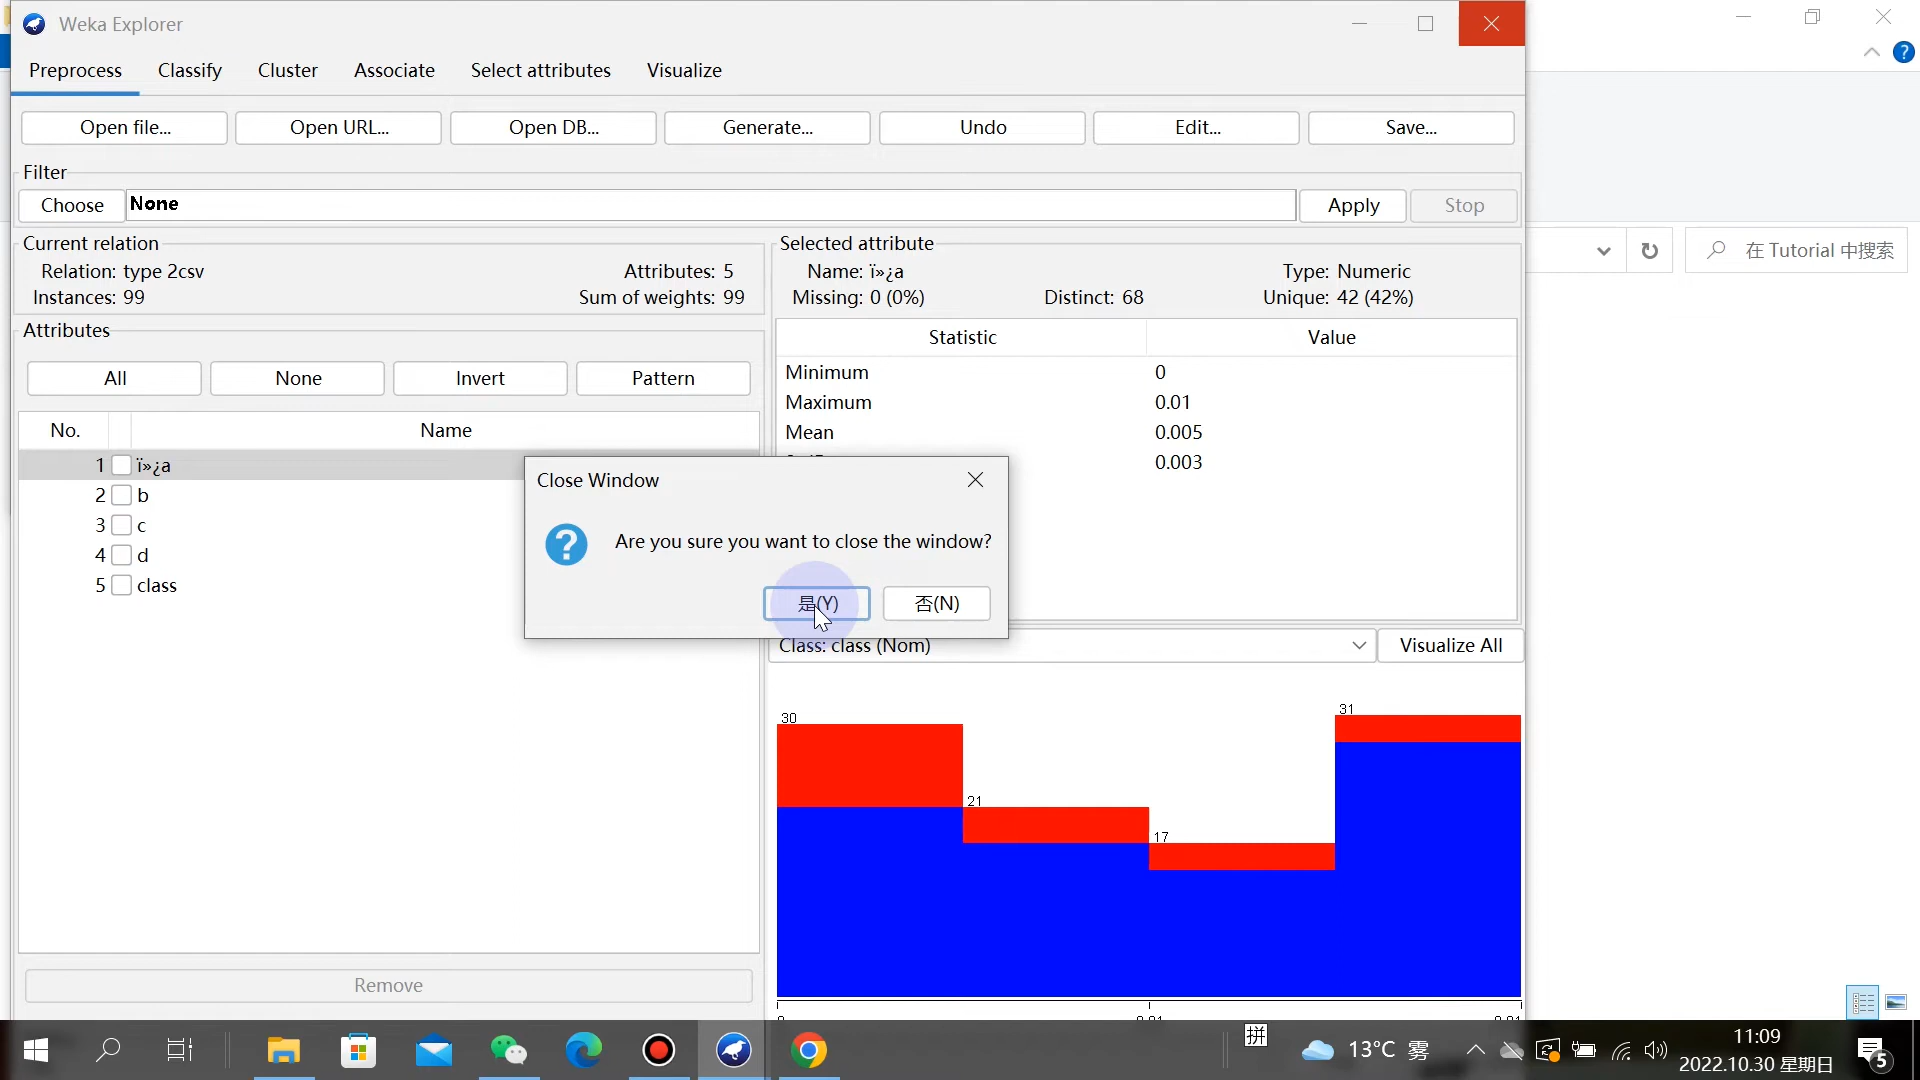 Weka Explorer
Preprocess Classify Cluster Associate Select attributes Visualize
Open file... Open URL... Open DB... Generate... Undo Edit... Save...
Filter
Choose None Apply Stop
Current relation
Relation: type 2csv Attributes: 5
Instances: 99 Sum of weights: 99
Selected attribute
Name: ï»¿a Type: Numeric
Missing: 0 (0%) Distinct: 68 Unique: 42 (42%)
在 Tutorial 中搜索
Attributes
All None Invert Pattern
No. Name
1 ï»¿a
2 b
3 c
4 d
5 class
Remove
Statistic Value
Minimum 0
Maximum 0.01
Mean 0.005
0.003
Close Window
Are you sure you want to close the window?
是(Y) 否(N)
Class: class (Nom) Visualize All
30
21
17
31
拼
13°C 雾
11:09
2022.10.30 星期日
5